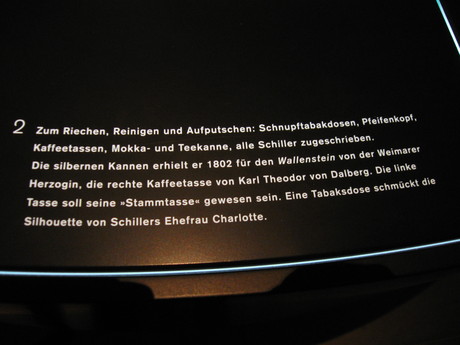 2 Zum Riechen, Reinigen und Aufputschen: Schnupftabakdosen, Pfeifenkopf,
Kaffeetassen, Mokka- und Teekanne, alle Schiller zugeschrieben.
Die silbernen Kannen erhielt er 1802 für den Wallenstein von der Weimarer
Herzogin, die rechte Kaffeetasse von Karl Theodor von Dalberg. Die linke
Tasse soll seine »Stammtasse« gewesen sein. Eine Tabaksdose schmückt die
Silhouette von Schillers Ehefrau Charlotte.